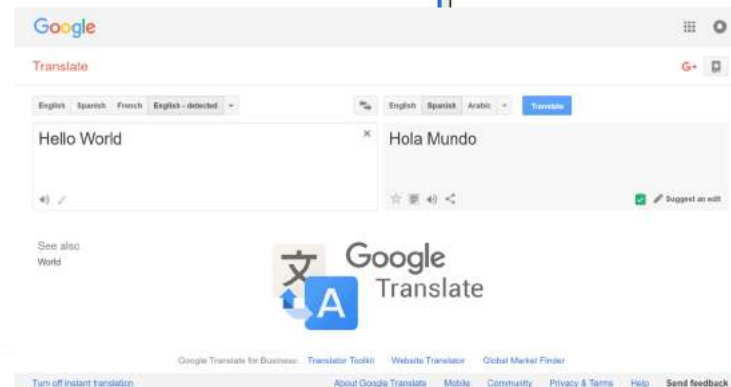 Google
Translate
G+
English Spanish French English - detected English Spanish Arabic Translate
Hello World Hola Mundo
Suggest an edit
See also
World
文
A
Google
Translate
Google Translate for Business: Translator Toolkit Website Translator Global Market Finder
Turn off instant translation About Google Translate Mobile Community Privacy & Terms Help Send feedback